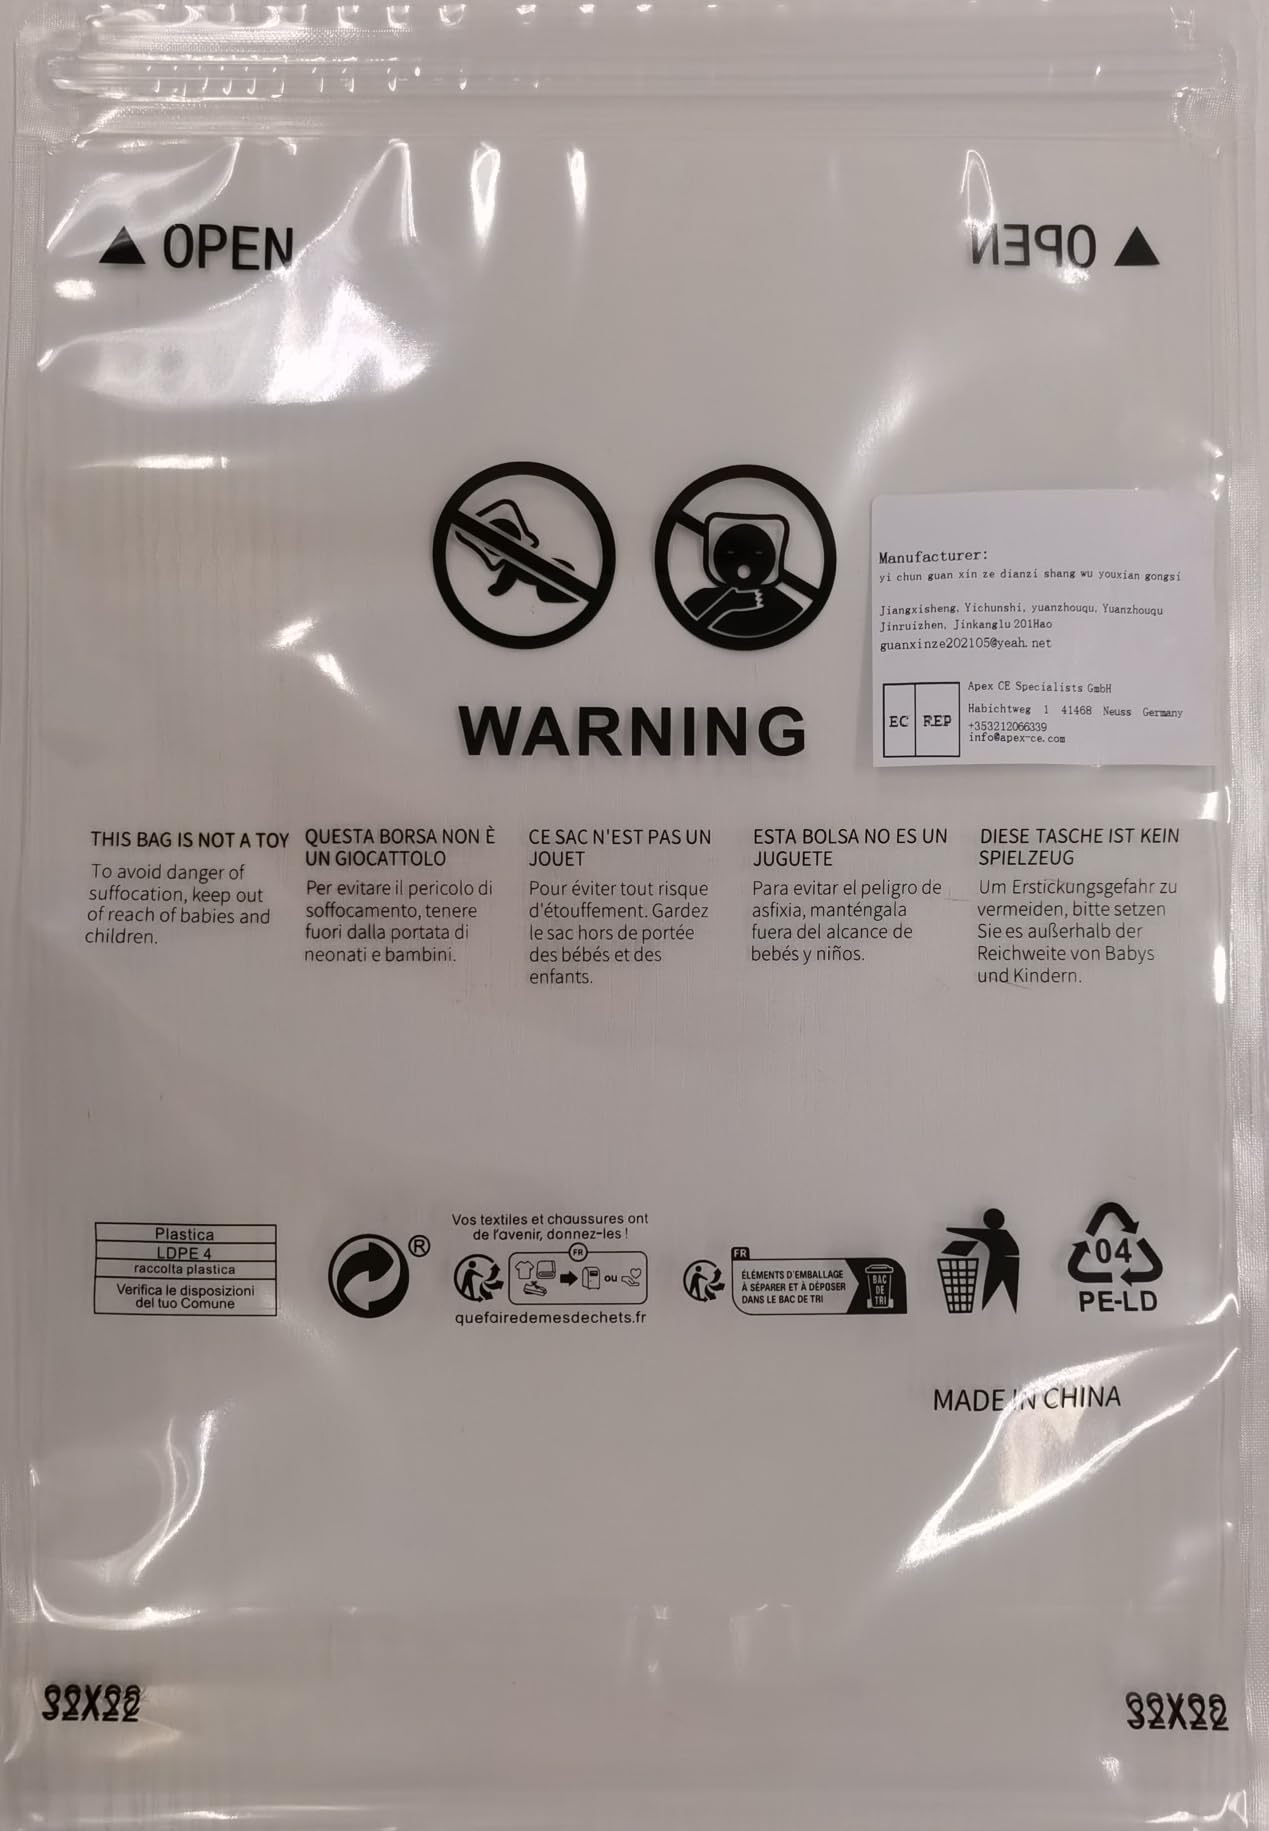 ▲ OPEN
OPEN ▲
Manufacturer:
yi chun guan xin ze dianzi shang wu youxian gongsi
Jiangxisheng, Yichunshi, yuanzhouqu, Yuanzhouqu
Jinruizhen, Jinkanglu 201Hao
guanxinze202105@yeah.net
EC REP
Apex CE Specialists GmbH
Habichtweg 1 41468 Neuss Germany
+353212066339
info@apex-ce.com
WARNING
THIS BAG IS NOT A TOY
To avoid danger of
suffocation, keep out
of reach of babies and
children.
QUESTA BORSA NON È
UN GIOCATTOLO
Per evitare il pericolo di
soffocamento, tenere
fuori dalla portata di
neonati e bambini.
CE SAC N'EST PAS UN
JOUET
Pour éviter tout risque
d'étouffement. Gardez
le sac hors de portée
des bébés et des
enfants.
ESTA BOLSA NO ES UN
JUGUETE
Para evitar el peligro de
asfixia, manténgala
fuera del alcance de
bebés y niños.
DIESE TASCHE IST KEIN
SPIELZEUG
Um Erstickungsgefahr zu
vermeiden, bitte setzen
Sie es außerhalb der
Reichweite von Babys
und Kindern.
Plastica
LDPE 4
raccolta plastica
Verifica le disposizioni
del tuo Comune
®
Vos textiles et chaussures ont
de l'avenir, donnez-les !
FR
ou
quefairedemesdechets.fr
FR
ÉLÉMENTS D'EMBALLAGE
À SÉPARER ET À DÉPOSER
DANS LE BAC DE TRI
BAC
DE
TRI
04
PE-LD
MADE IN CHINA
32X22
32X22